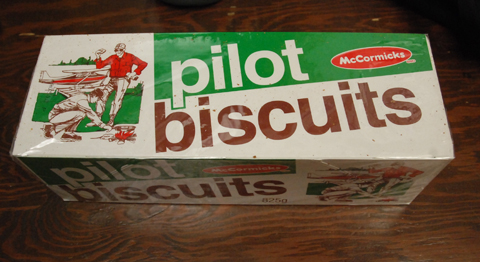 pilot
McCormicks
biscuits
pilot
McCormicks
biscuits
825g